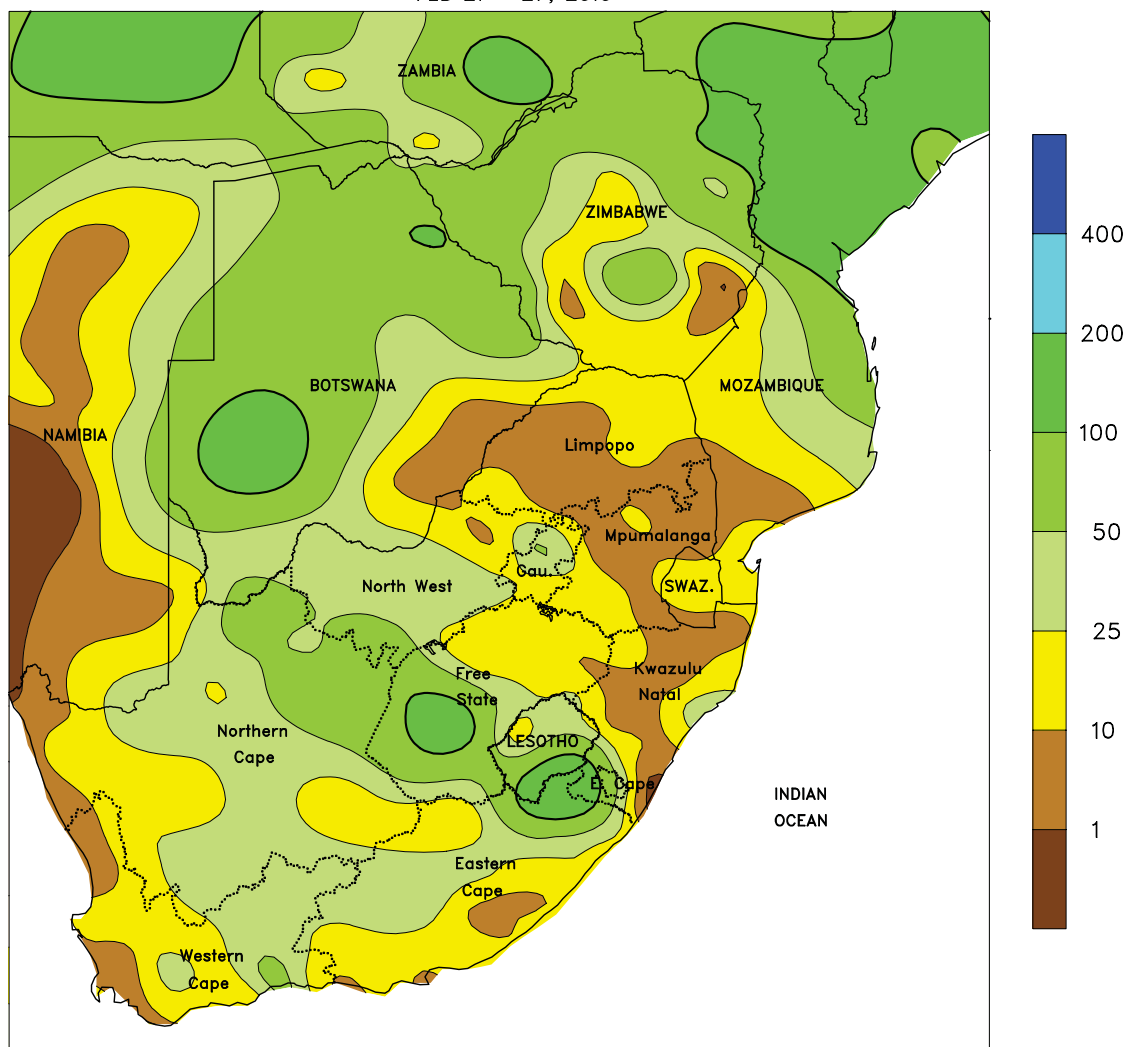 ZAMBIA
ZIMBABWE
400
200
BOTSWANA
MOZAMBIQUE
NAMIBIA
100
Limpopo
Mpumalanga
50
Gau.
North West
SWAZ.
25
Free
State
Kwazulu
Natal
Northern
Cape
LESOTHO
10
E. Cape
INDIAN
OCEAN
1
Eastern
Cape
Western
Cape